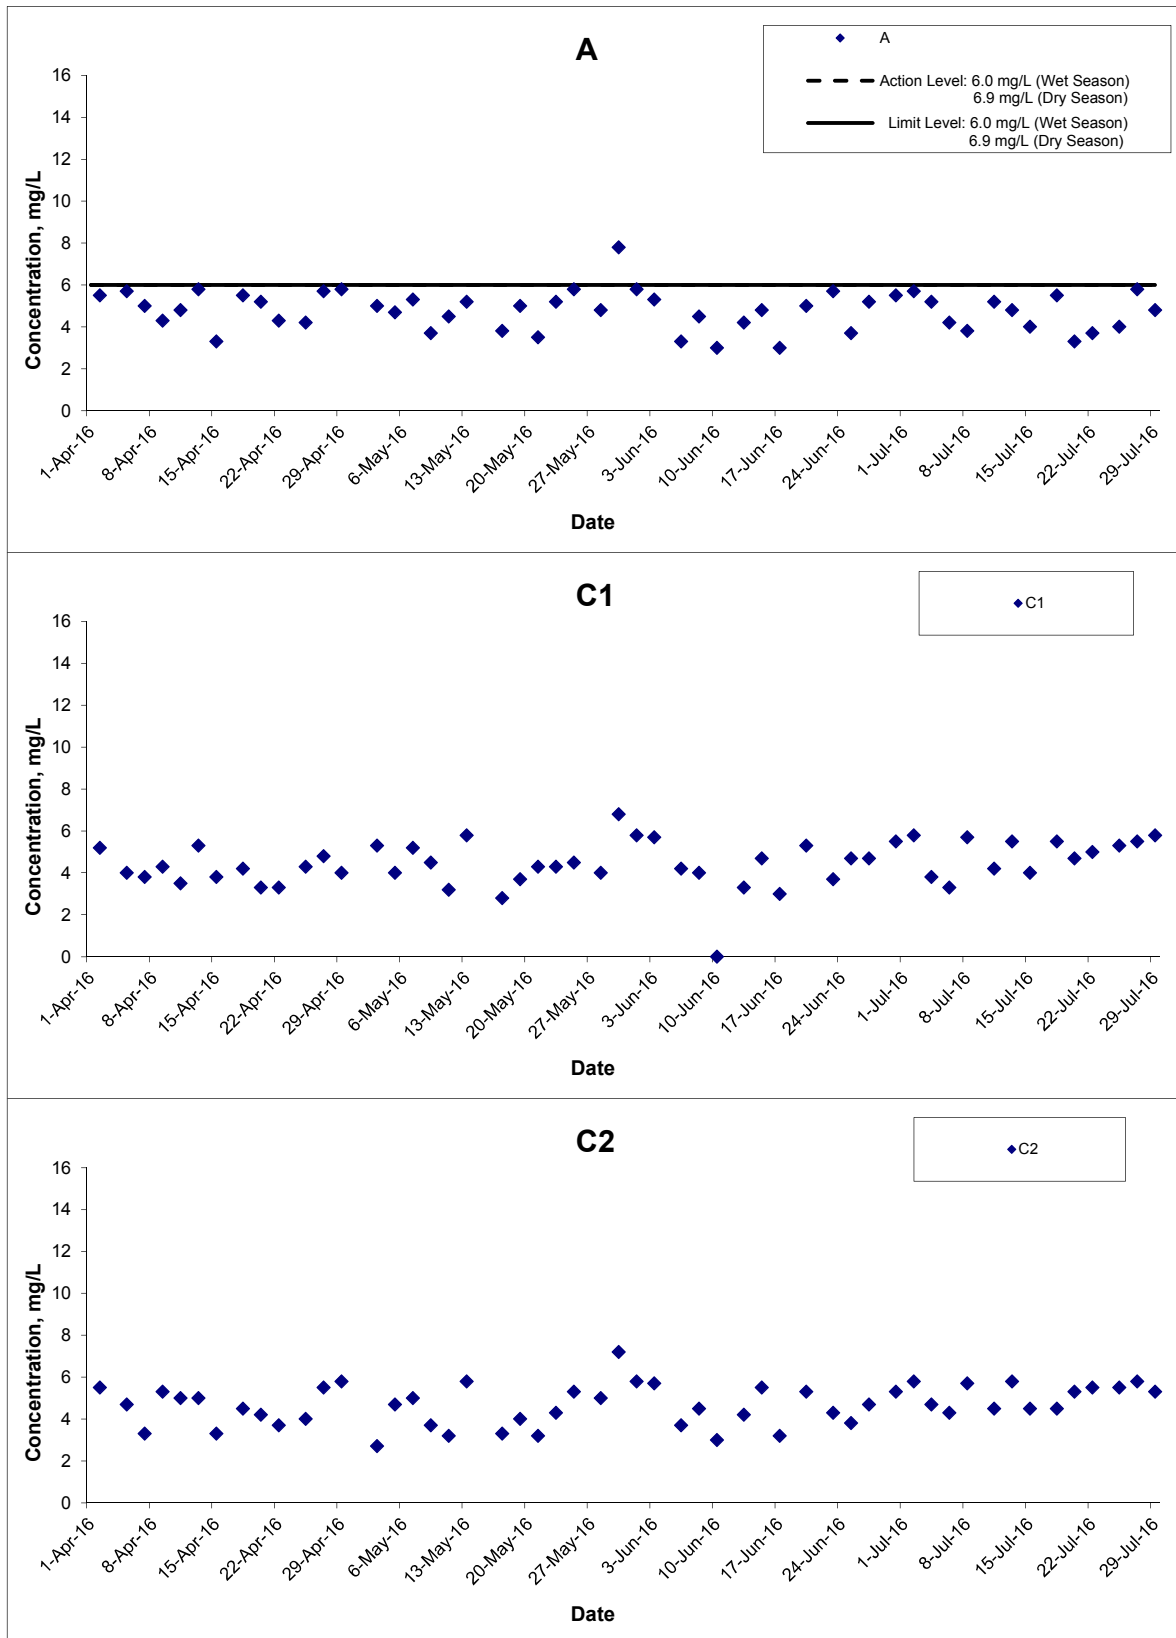 A
A
Action Level: 6.0 mg/L (Wet Season)
6.9 mg/L (Dry Season)
Limit Level: 6.0 mg/L (Wet Season)
6.9 mg/L (Dry Season)
Concentration, mg/L
16
14
12
10
8
6
4
2
0
1-Apr-16
8-Apr-16
15-Apr-16
22-Apr-16
29-Apr-16
6-May-16
13-May-16
20-May-16
27-May-16
3-Jun-16
10-Jun-16
17-Jun-16
24-Jun-16
1-Jul-16
8-Jul-16
15-Jul-16
22-Jul-16
29-Jul-16
Date
C1
C1
Concentration, mg/L
16
14
12
10
8
6
4
2
0
1-Apr-16
8-Apr-16
15-Apr-16
22-Apr-16
29-Apr-16
6-May-16
13-May-16
20-May-16
27-May-16
3-Jun-16
10-Jun-16
17-Jun-16
24-Jun-16
1-Jul-16
8-Jul-16
15-Jul-16
22-Jul-16
29-Jul-16
Date
C2
C2
Concentration, mg/L
16
14
12
10
8
6
4
2
0
1-Apr-16
8-Apr-16
15-Apr-16
22-Apr-16
29-Apr-16
6-May-16
13-May-16
20-May-16
27-May-16
3-Jun-16
10-Jun-16
17-Jun-16
24-Jun-16
1-Jul-16
8-Jul-16
15-Jul-16
22-Jul-16
29-Jul-16
Date